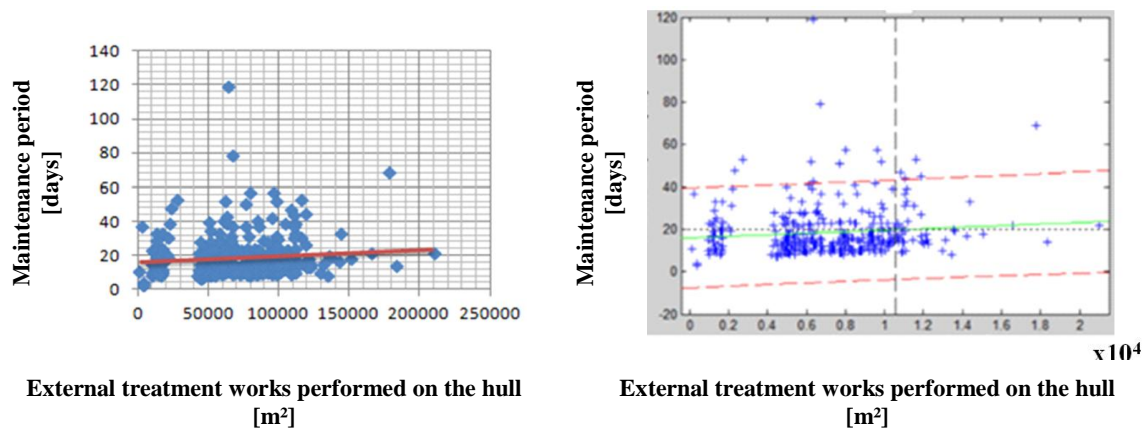 Maintenance period
[days]
140
120
100
80
60
40
20
0
0 50000 100000 150000 200000 250000
External treatment works performed on the hull
[m²]
Maintenance period
[days]
120
100
80
60
40
20
0
-20
0 0.2 0.4 0.6 0.8 1 1.2 1.4 1.6 1.8 2
x10⁴
External treatment works performed on the hull
[m²]